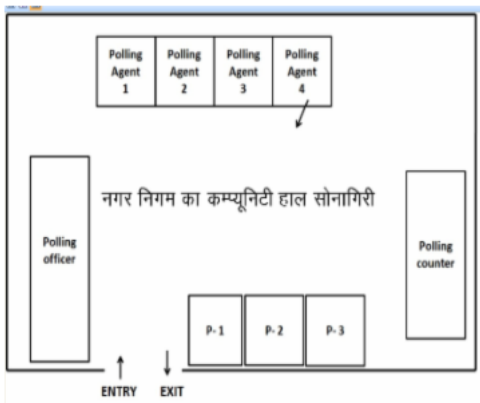 Polling Agent 1
Polling Agent 2
Polling Agent 3
Polling Agent 4
नगर निगम का कम्प्यूनिटी हाल सोनागिरी
Polling officer
Polling counter
P- 1
P- 2
P- 3
ENTRY
EXIT